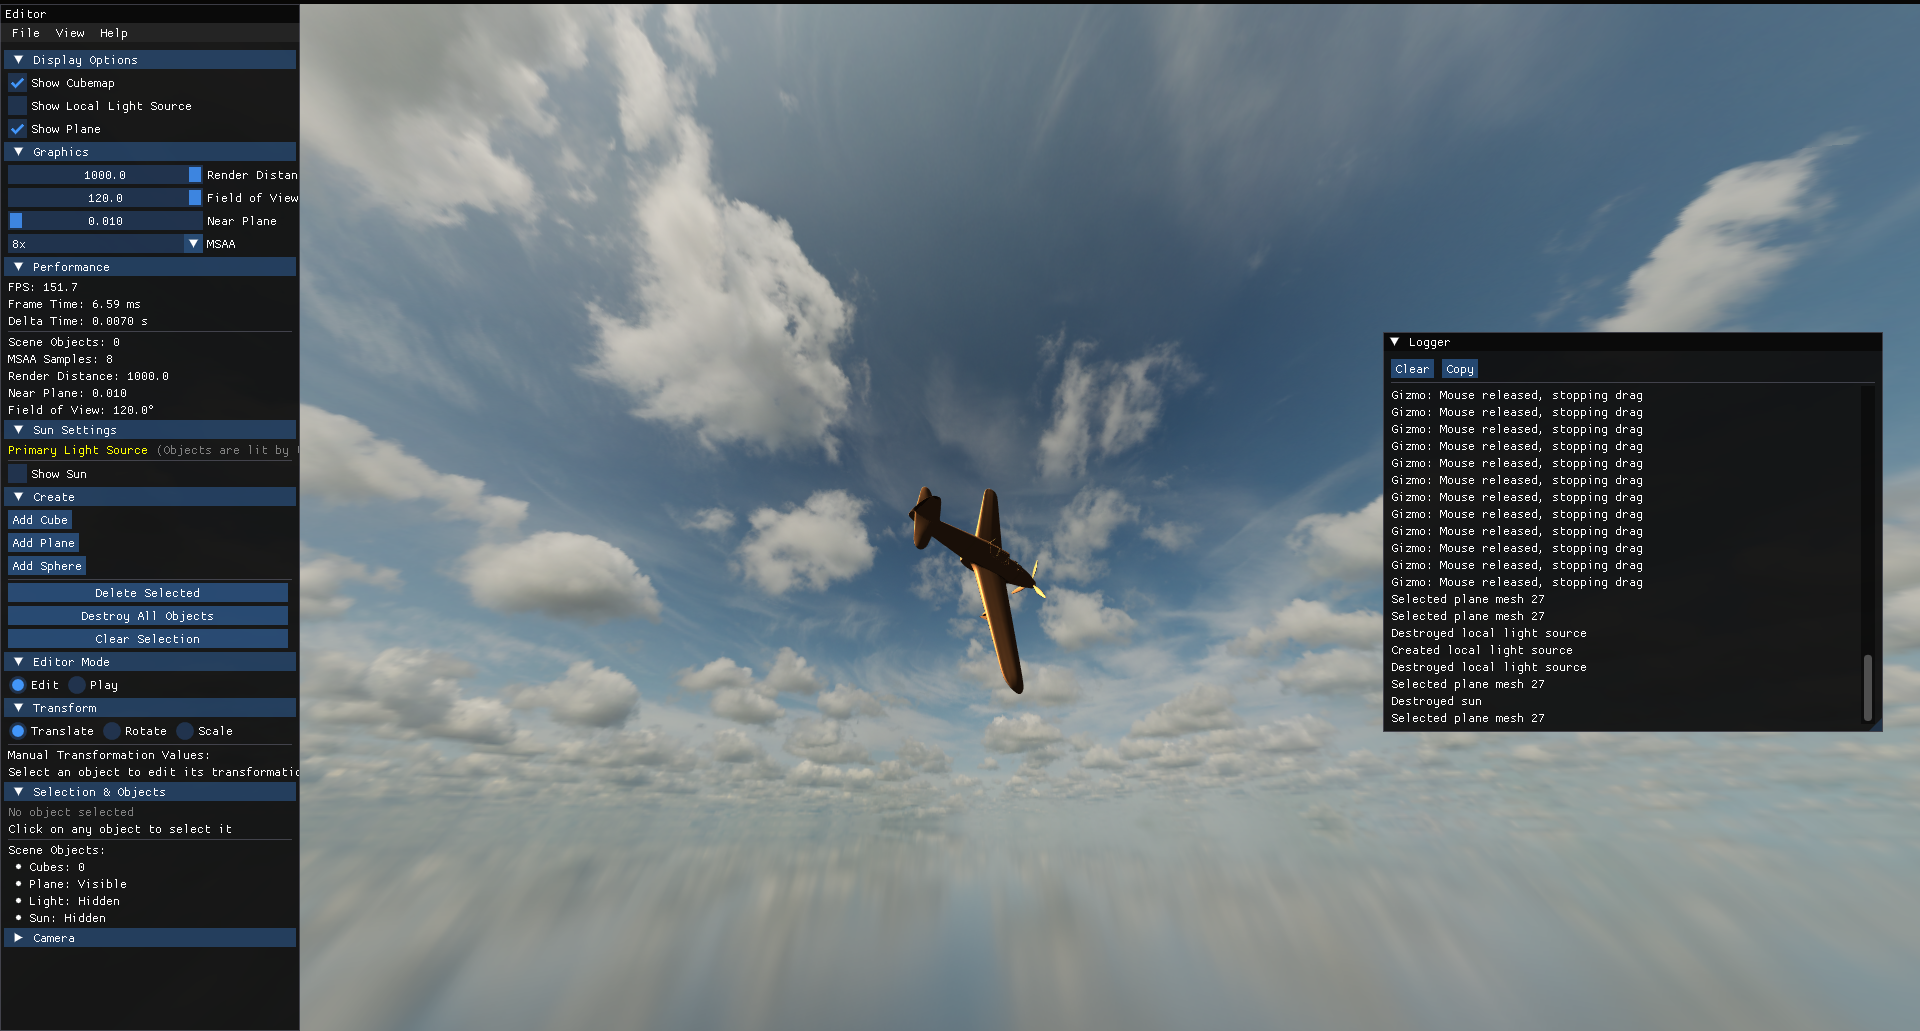 Editor
File View Help
Display Options
Show Cubemap
Show Local Light Source
Show Plane
Graphics
1000.0 Render Distan
120.0 Field of View
0.010 Near Plane
8x MSAA
Performance
FPS: 151.7
Frame Time: 6.59 ms
Delta Time: 0.0070 s
Scene Objects: 0
MSAA Samples: 8
Render Distance: 1000.0
Near Plane: 0.010
Field of View: 120.0°
Sun Settings
Primary Light Source (Objects are lit by
Show Sun
Create
Add Cube
Add Plane
Add Sphere
Delete Selected
Destroy All Objects
Clear Selection
Editor Mode
Edit Play
Transform
Translate Rotate Scale
Manual Transformation Values:
Select an object to edit its transformatio
Selection & Objects
No object selected
Click on any object to select it
Scene Objects:
• Cubes: 0
• Plane: Visible
• Light: Hidden
• Sun: Hidden
Camera
Logger
Clear Copy
Gizmo: Mouse released, stopping drag
Gizmo: Mouse released, stopping drag
Gizmo: Mouse released, stopping drag
Gizmo: Mouse released, stopping drag
Gizmo: Mouse released, stopping drag
Gizmo: Mouse released, stopping drag
Gizmo: Mouse released, stopping drag
Gizmo: Mouse released, stopping drag
Gizmo: Mouse released, stopping drag
Gizmo: Mouse released, stopping drag
Gizmo: Mouse released, stopping drag
Gizmo: Mouse released, stopping drag
Selected plane mesh 27
Selected plane mesh 27
Destroyed local light source
Created local light source
Destroyed local light source
Selected plane mesh 27
Destroyed sun
Selected plane mesh 27